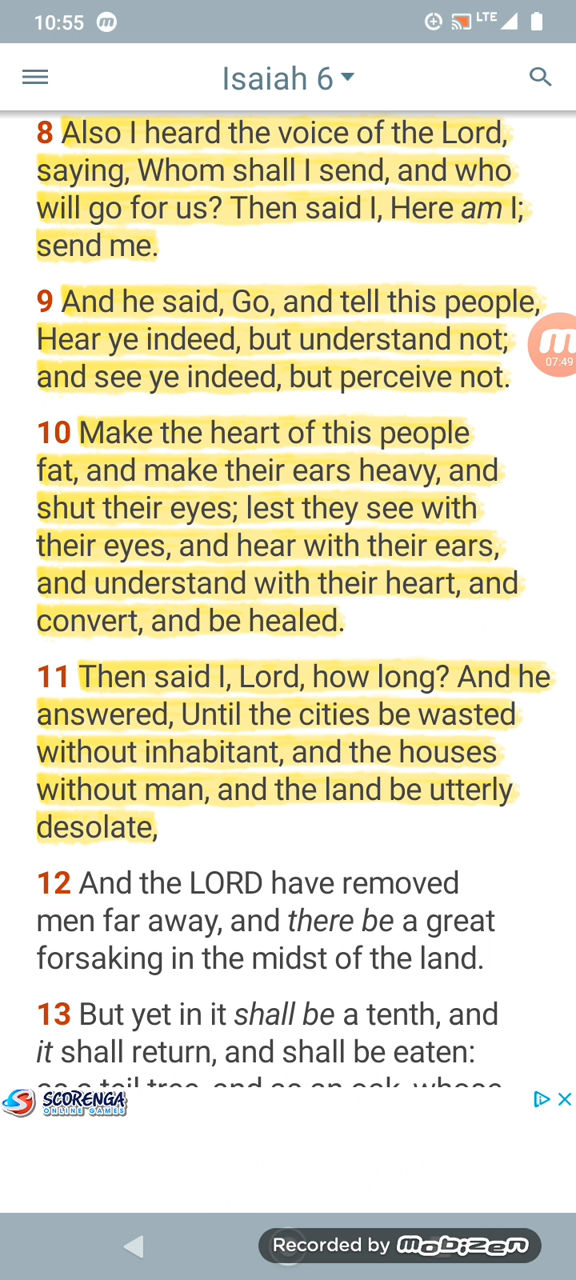 10:55 m LTE
Isaiah 6
8 Also I heard the voice of the Lord,
saying, Whom shall I send, and who
will go for us? Then said I, Here am I;
send me.
9 And he said, Go, and tell this people,
Hear ye indeed, but understand not;
and see ye indeed, but perceive not.
m
07:49
10 Make the heart of this people
fat, and make their ears heavy, and
shut their eyes; lest they see with
their eyes, and hear with their ears,
and understand with their heart, and
convert, and be healed.
11 Then said I, Lord, how long? And he
answered, Until the cities be wasted
without inhabitant, and the houses
without man, and the land be utterly
desolate,
12 And the LORD have removed
men far away, and there be a great
forsaking in the midst of the land.
13 But yet in it shall be a tenth, and
it shall return, and shall be eaten:
as a teil tree, and as an oak, whose
SCORENGA
ONLINE GAMES
Recorded by mobizen